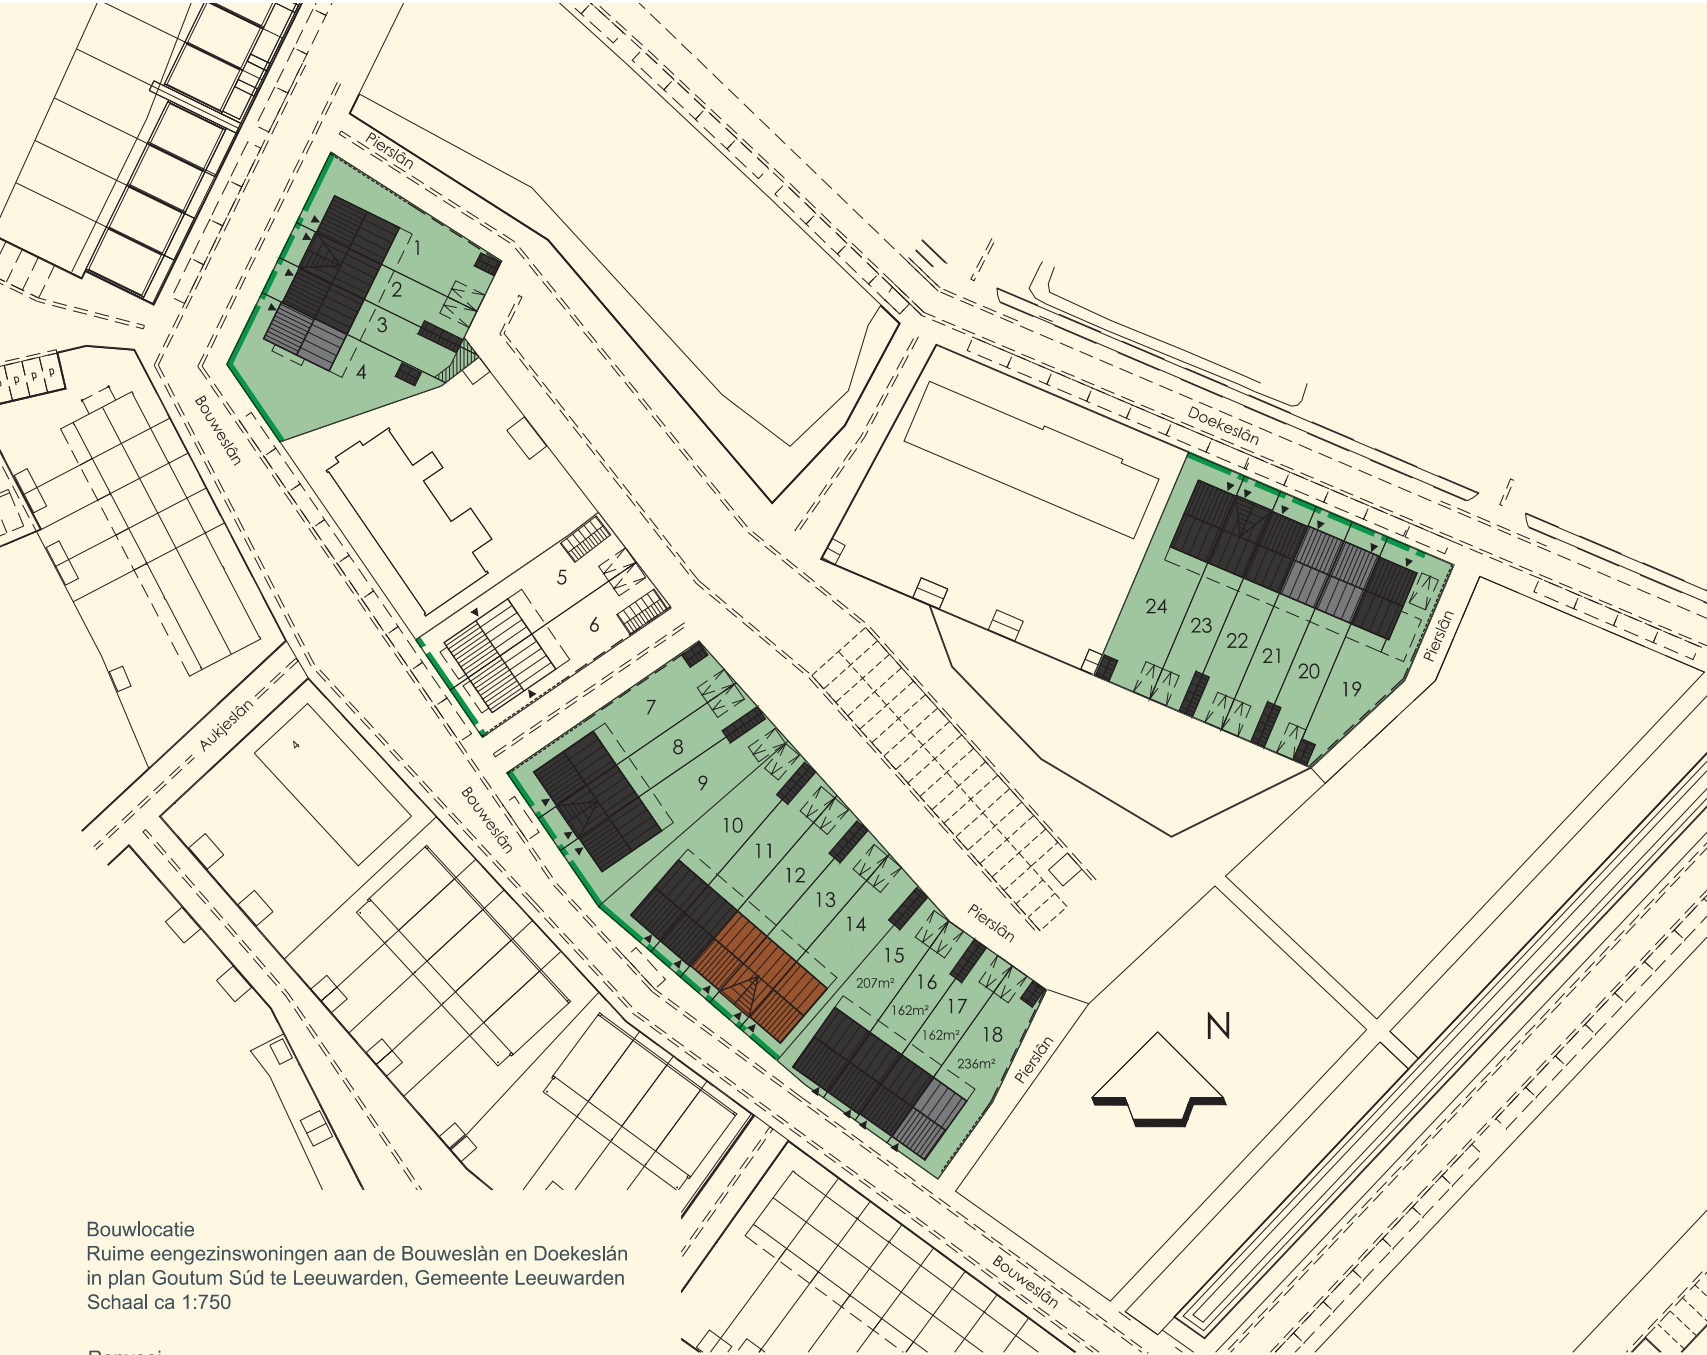 Pierslân
1
2
3
4
Bouweslân
P
P
P
Doekeslân
5
6
24
23
22
21
20
19
Pierslân
Aukjeslân
4
7
8
9
Bouweslân
10
11
12
13
14
15
207m²
16
162m²
17
162m²
18
236m²
Pierslân
Pierslân
N
Bouweslân
Bouwlocatie
Ruime eengezinswoningen aan de Bouweslàn en Doekeslán
in plan Goutum Súd te Leeuwarden, Gemeente Leeuwarden
Schaal ca 1:750